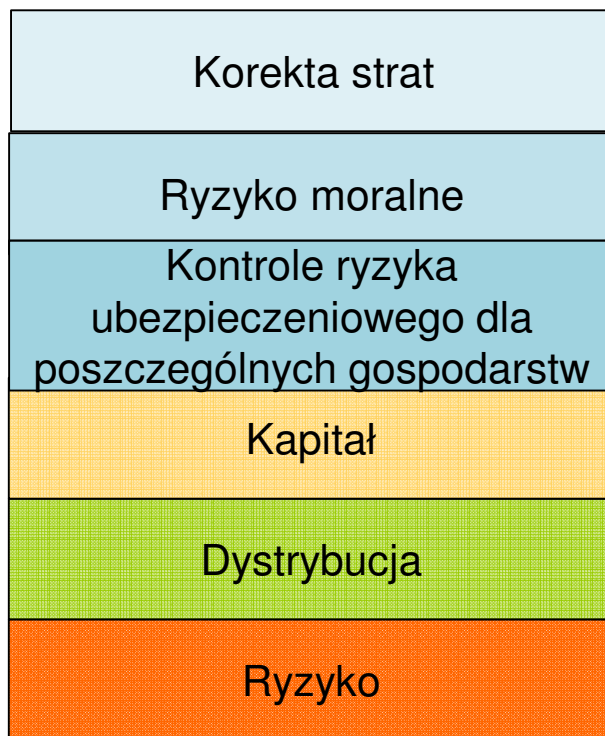 Korekta strat
Ryzyko moralne
Kontrole ryzyka
ubezpieczeniowego dla
poszczególnych gospodarstw
Kapitał
Dystrybucja
Ryzyko